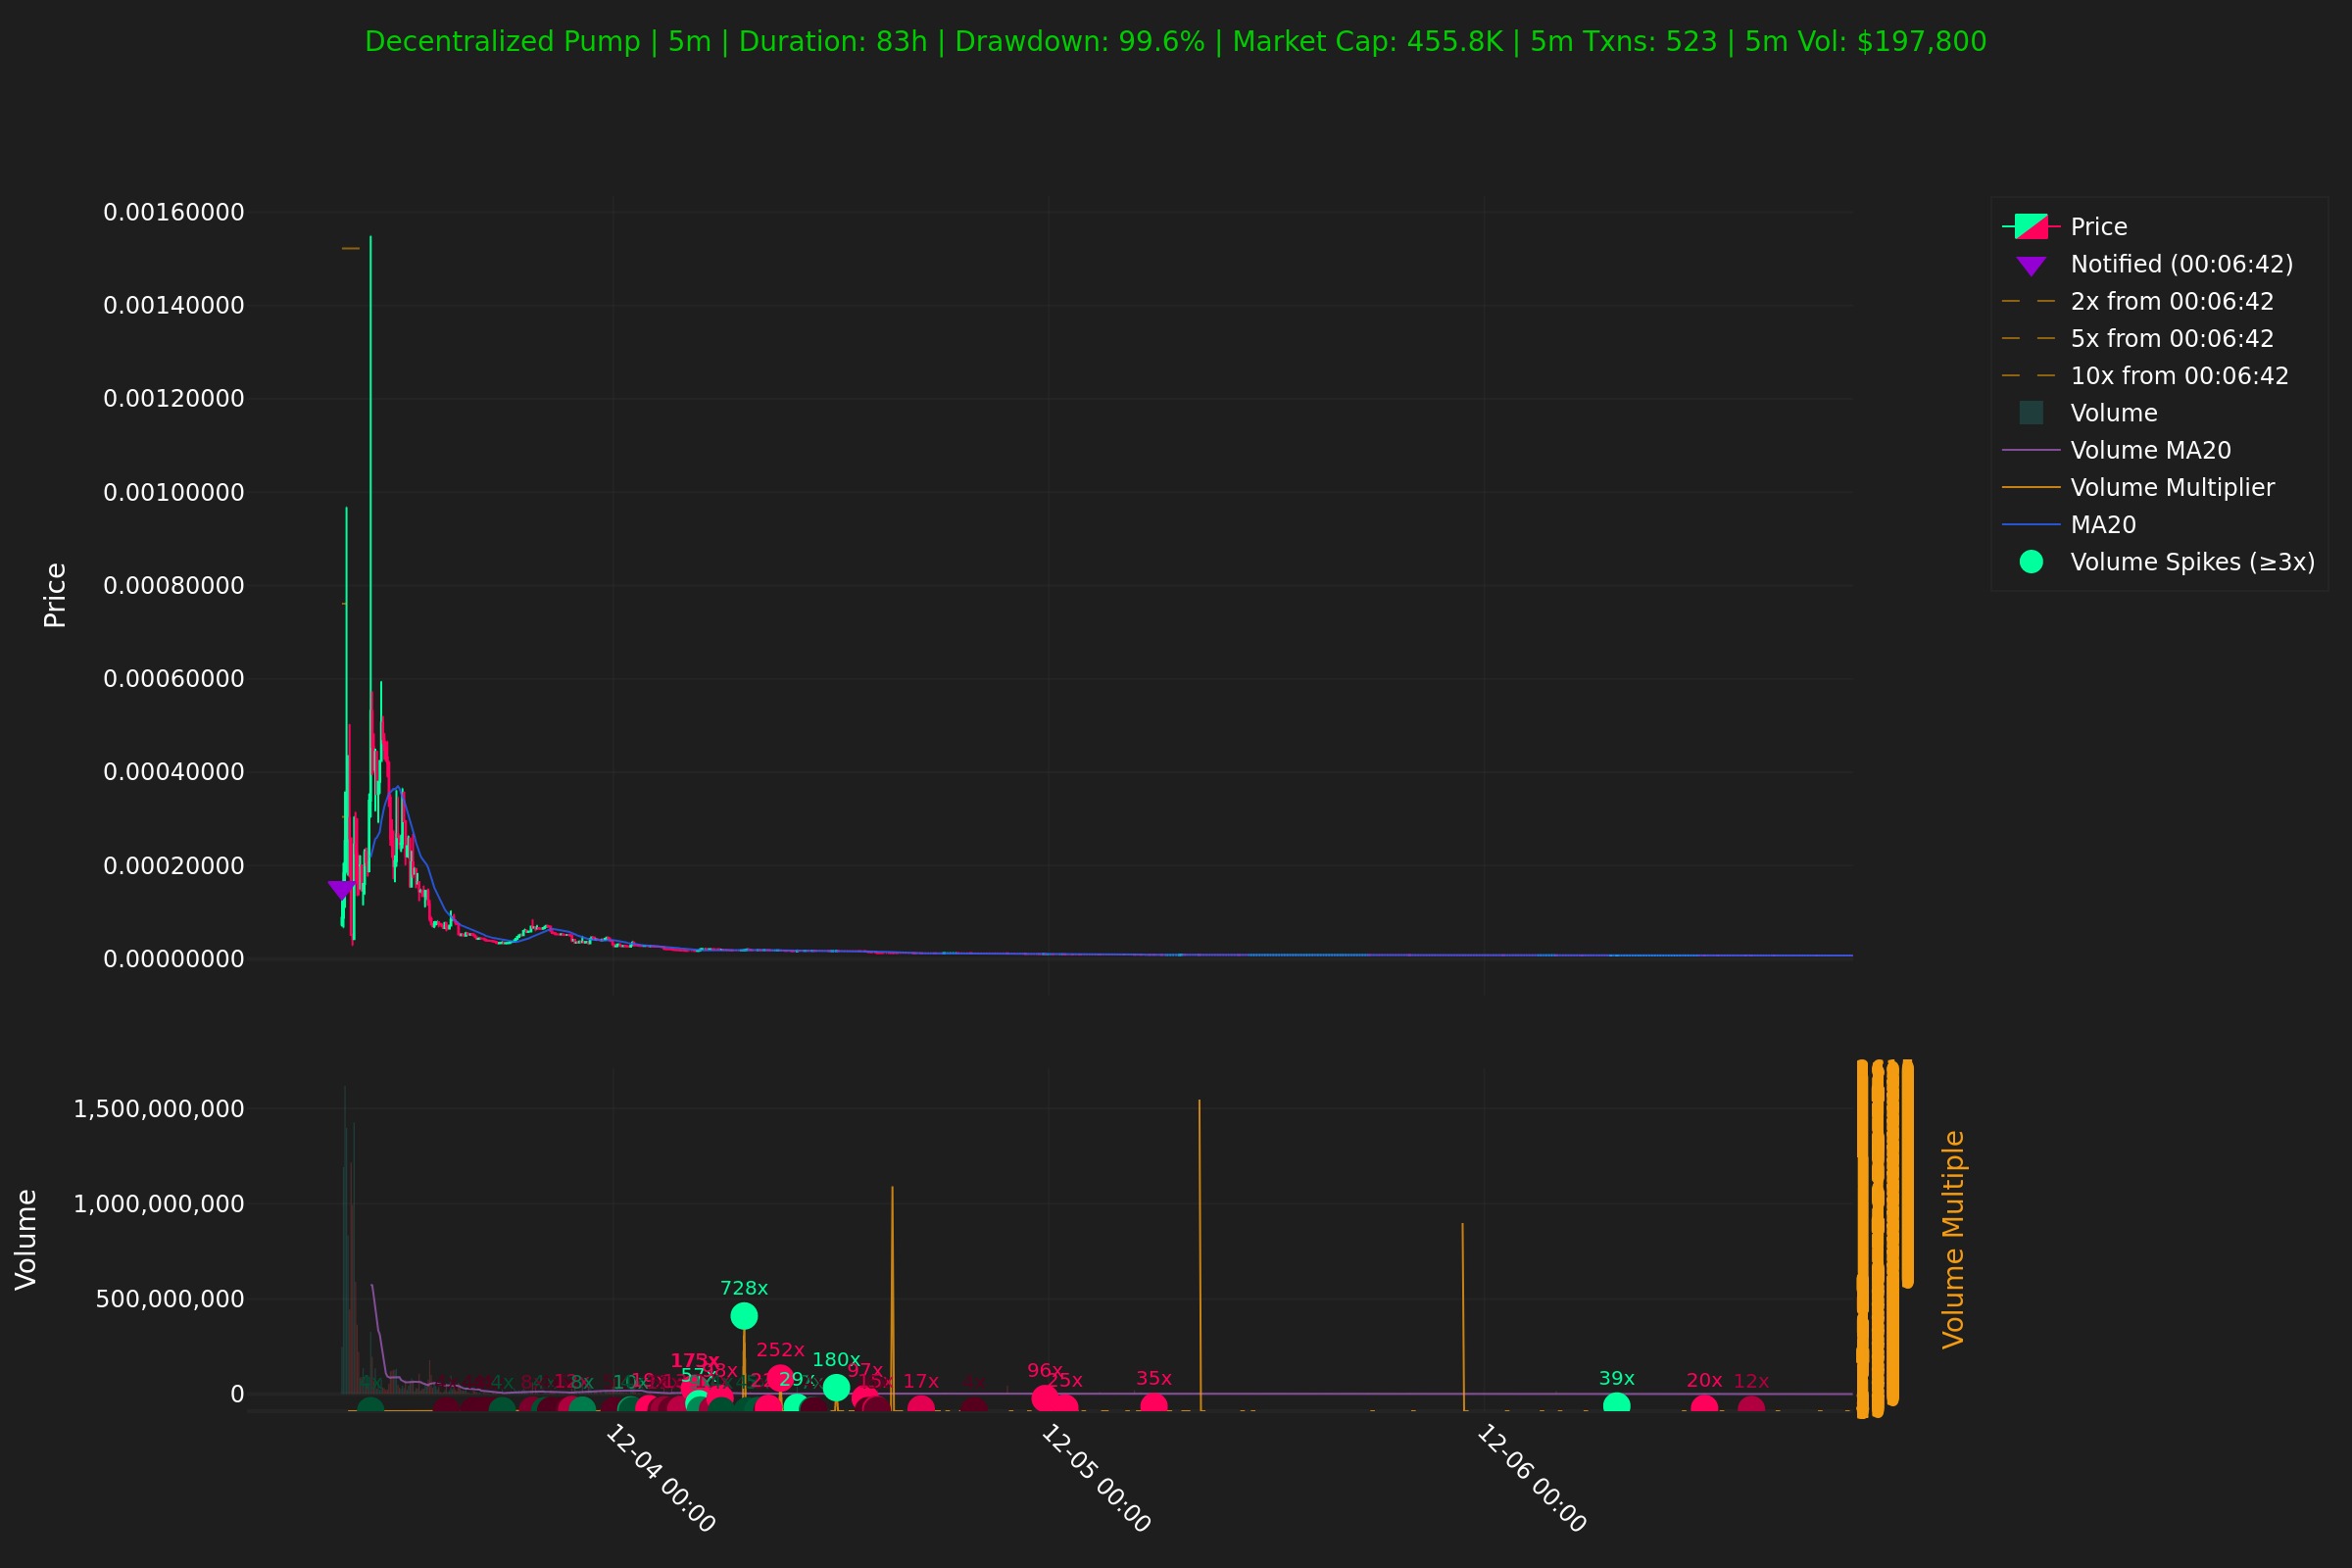 Decentralized Pump | 5m | Duration: 83h | Drawdown: 99.6% | Market Cap: 455.8K | 5m Txns: 523 | 5m Vol: $197,800
0.00160000
0.00140000
0.00120000
0.00100000
0.00080000
0.00060000
0.00040000
0.00020000
0.00000000
Price
Price
Notified (00:06:42)
2x from 00:06:42
5x from 00:06:42
10x from 00:06:42
Volume
Volume MA20
Volume Multiplier
MA20
Volume Spikes (≥3x)
1,500,000,000
1,000,000,000
500,000,000
0
Volume
Volume Multiple
4x
4x
12x
8x
175x
728x
252x
29x
180x
97x
15x
17x
96x
25x
35x
39x
20x
12x
12-04 00:00
12-05 00:00
12-06 00:00